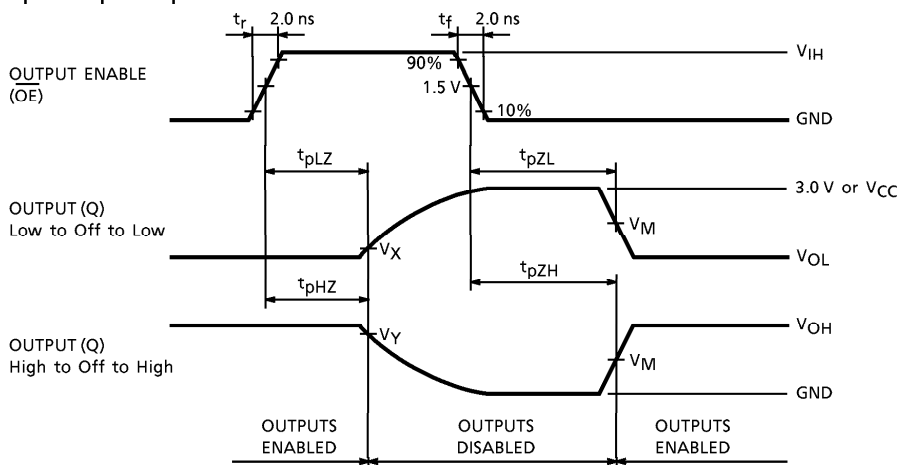 tr 2.0 ns tf 2.0 ns
OUTPUT ENABLE
(OE)
90%
1.5 V
10%
VIH
GND
tpLZ tpZL
OUTPUT (Q)
Low to Off to Low
3.0 V or VCC
VM
VX
VOL
tpHZ tpZH
OUTPUT (Q)
High to Off to High
VY
VOH
VM
GND
OUTPUTS
ENABLED
OUTPUTS
DISABLED
OUTPUTS
ENABLED